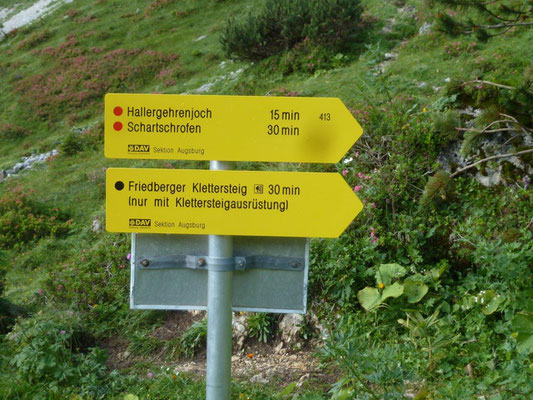 Hallergehrenjoch 15 min 413
Schartschrofen 30 min
DAV Sektion Augsburg
Friedberger Klettersteig 30 min
(nur mit Klettersteigausrüstung)
DAV Sektion Augsburg